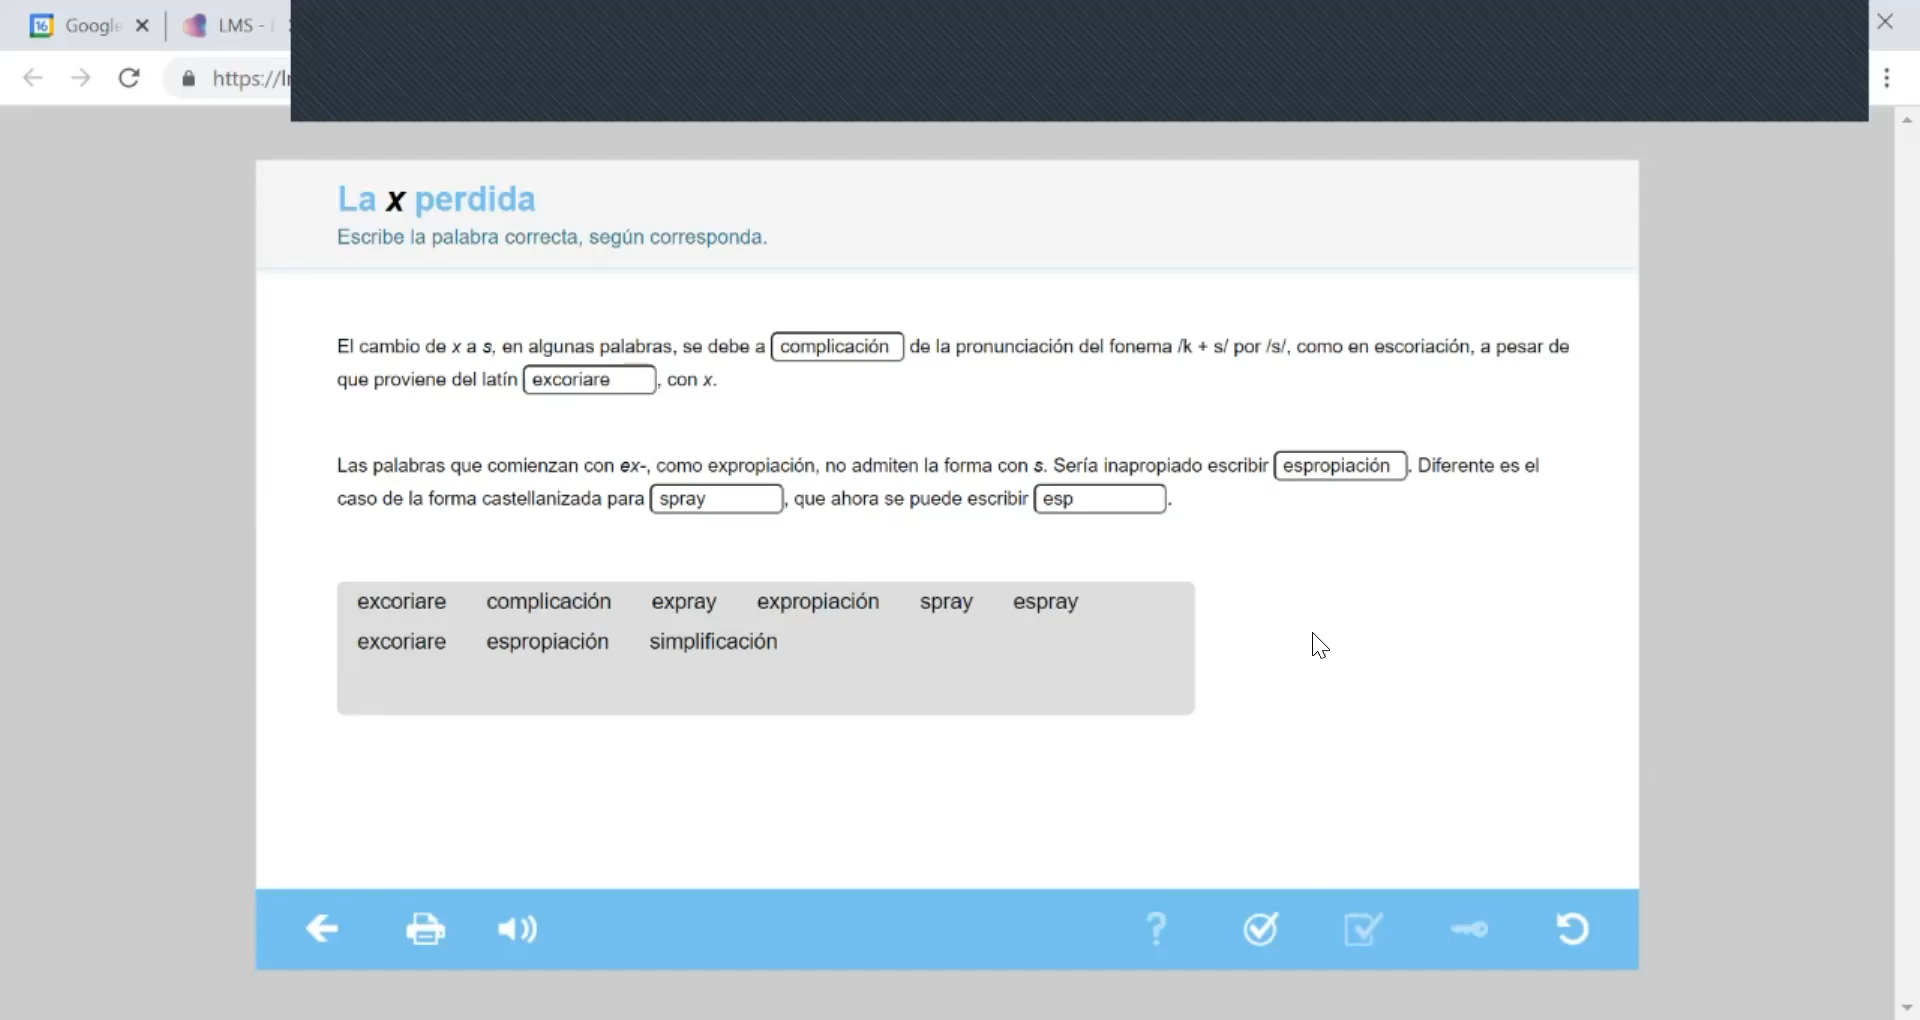 Google
LMS -
https://
La x perdida
Escribe la palabra correcta, según corresponda.
El cambio de x a s, en algunas palabras, se debe a complicación de la pronunciación del fonema /k + s/ por /s/, como en escoriación, a pesar de
que proviene del latín excoriare, con x.
Las palabras que comienzan con ex-, como expropiación, no admiten la forma con s. Sería inapropiado escribir espropiación. Diferente es el
caso de la forma castellanizada para spray, que ahora se puede escribir esp.
excoriare complicación expray expropiación spray espray
excoriare espropiación simplificación
?